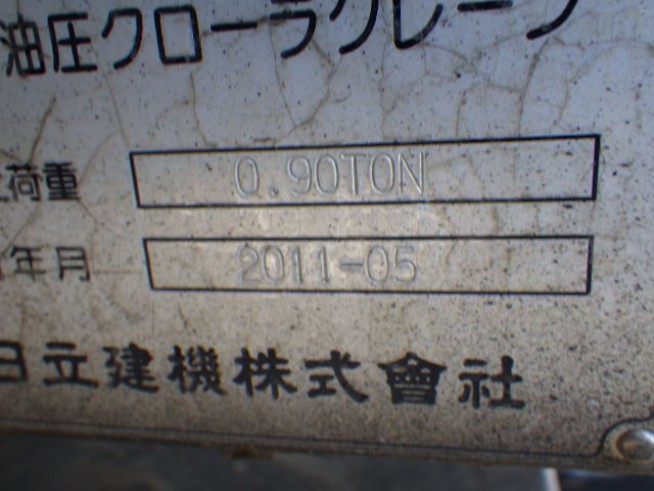 油圧クローラクレーン
荷重 0.90TON
年月 2011-05
日立建機株式會社